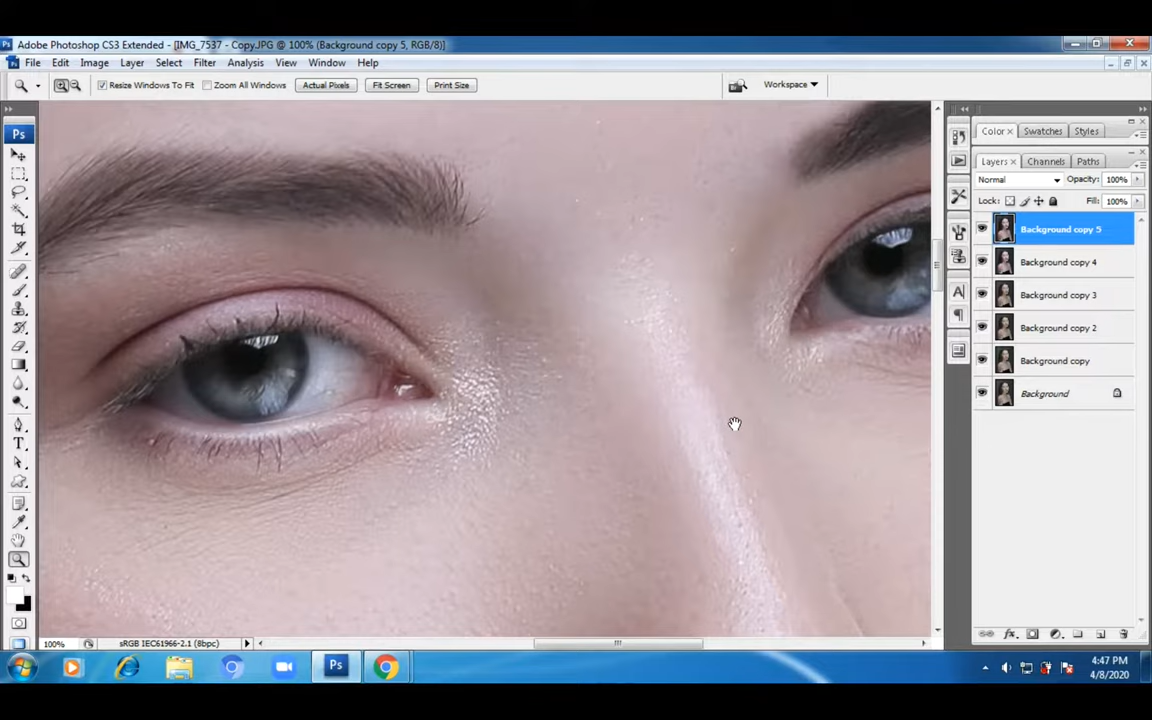 Adobe Photoshop CS3 Extended - [IMG_7537 - Copy.JPG @ 100% (Background copy 5, RGB/8)]
File Edit Image Layer Select Filter Analysis View Window Help
Resize Windows To Fit Zoom All Windows Actual Pixels Fit Screen Print Size Workspace
Ps
Color × Swatches Styles
Layers × Channels Paths
Normal Opacity: 100%
Lock: Fill: 100%
Background copy 5
Background copy 4
Background copy 3
Background copy 2
Background copy
Background
100% sRGB IEC61966-2.1 (8bpc)
Ps
4:47 PM
4/8/2020